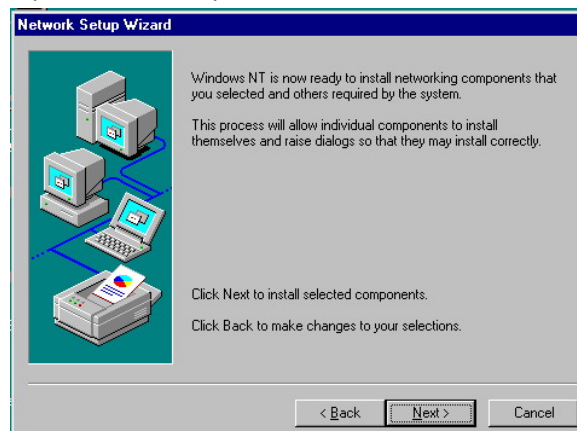 Network Setup Wizard
Windows NT is now ready to install networking components that
you selected and others required by the system.
This process will allow individual components to install
themselves and raise dialogs so that they may install correctly.
Click Next to install selected components.
Click Back to make changes to your selections.
< Back
Next >
Cancel